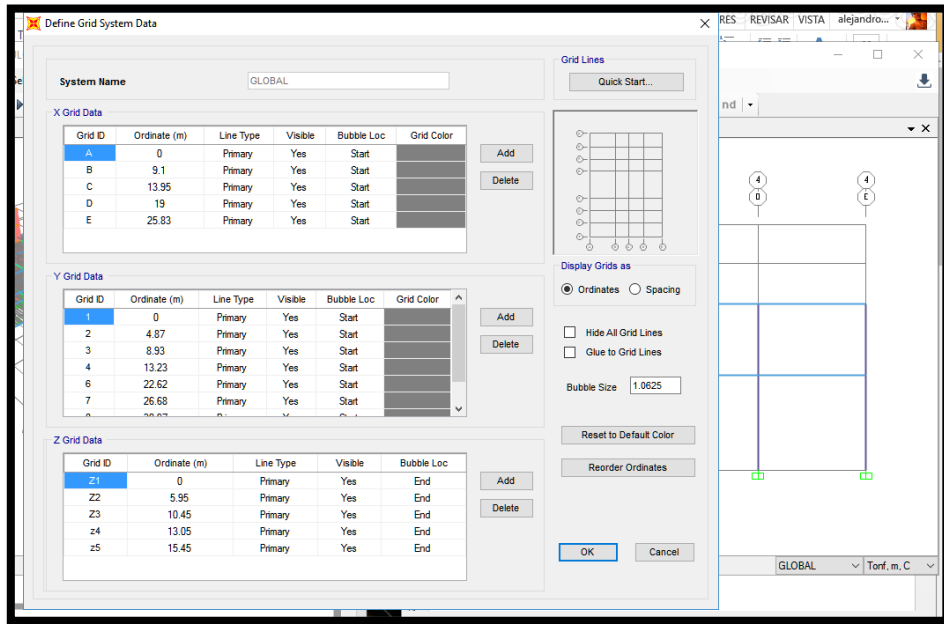 Define Grid System Data
RES REVISAR VISTA alejandro...
System Name GLOBAL
Grid Lines
Quick Start...
nd
X Grid Data
Grid ID Ordinate (m) Line Type Visible Bubble Loc Grid Color
A 0 Primary Yes Start
B 9.1 Primary Yes Start
C 13.95 Primary Yes Start
D 19 Primary Yes Start
E 25.83 Primary Yes Start
Add
Delete
4 4
D E
Display Grids as
Ordinates Spacing
Y Grid Data
Grid ID Ordinate (m) Line Type Visible Bubble Loc Grid Color
1 0 Primary Yes Start
2 4.87 Primary Yes Start
3 8.93 Primary Yes Start
4 13.23 Primary Yes Start
6 22.62 Primary Yes Start
7 26.68 Primary Yes Start
Add
Delete
Hide All Grid Lines
Glue to Grid Lines
Bubble Size 1.0625
Reset to Default Color
Reorder Ordinates
Z Grid Data
Grid ID Ordinate (m) Line Type Visible Bubble Loc
Z1 0 Primary Yes End
Z2 5.95 Primary Yes End
Z3 10.45 Primary Yes End
z4 13.05 Primary Yes End
z5 15.45 Primary Yes End
Add
Delete
OK Cancel
GLOBAL Tonf, m, C